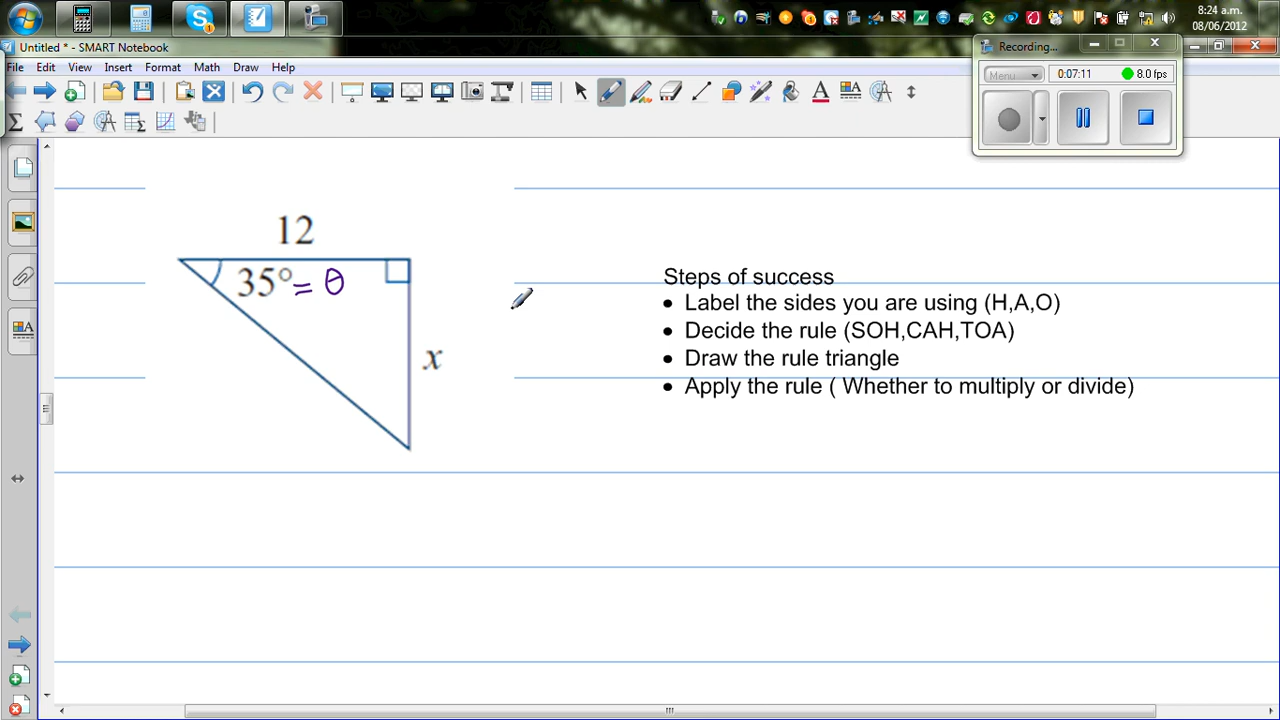 8:24 a.m.
08/06/2012
Untitled * - SMART Notebook
File Edit View Insert Format Math Draw Help
Recording...
Menu 0:07:11 8.0 fps
12
35° = θ
x
Steps of success
• Label the sides you are using (H,A,O)
• Decide the rule (SOH,CAH,TOA)
• Draw the rule triangle
• Apply the rule ( Whether to multiply or divide)